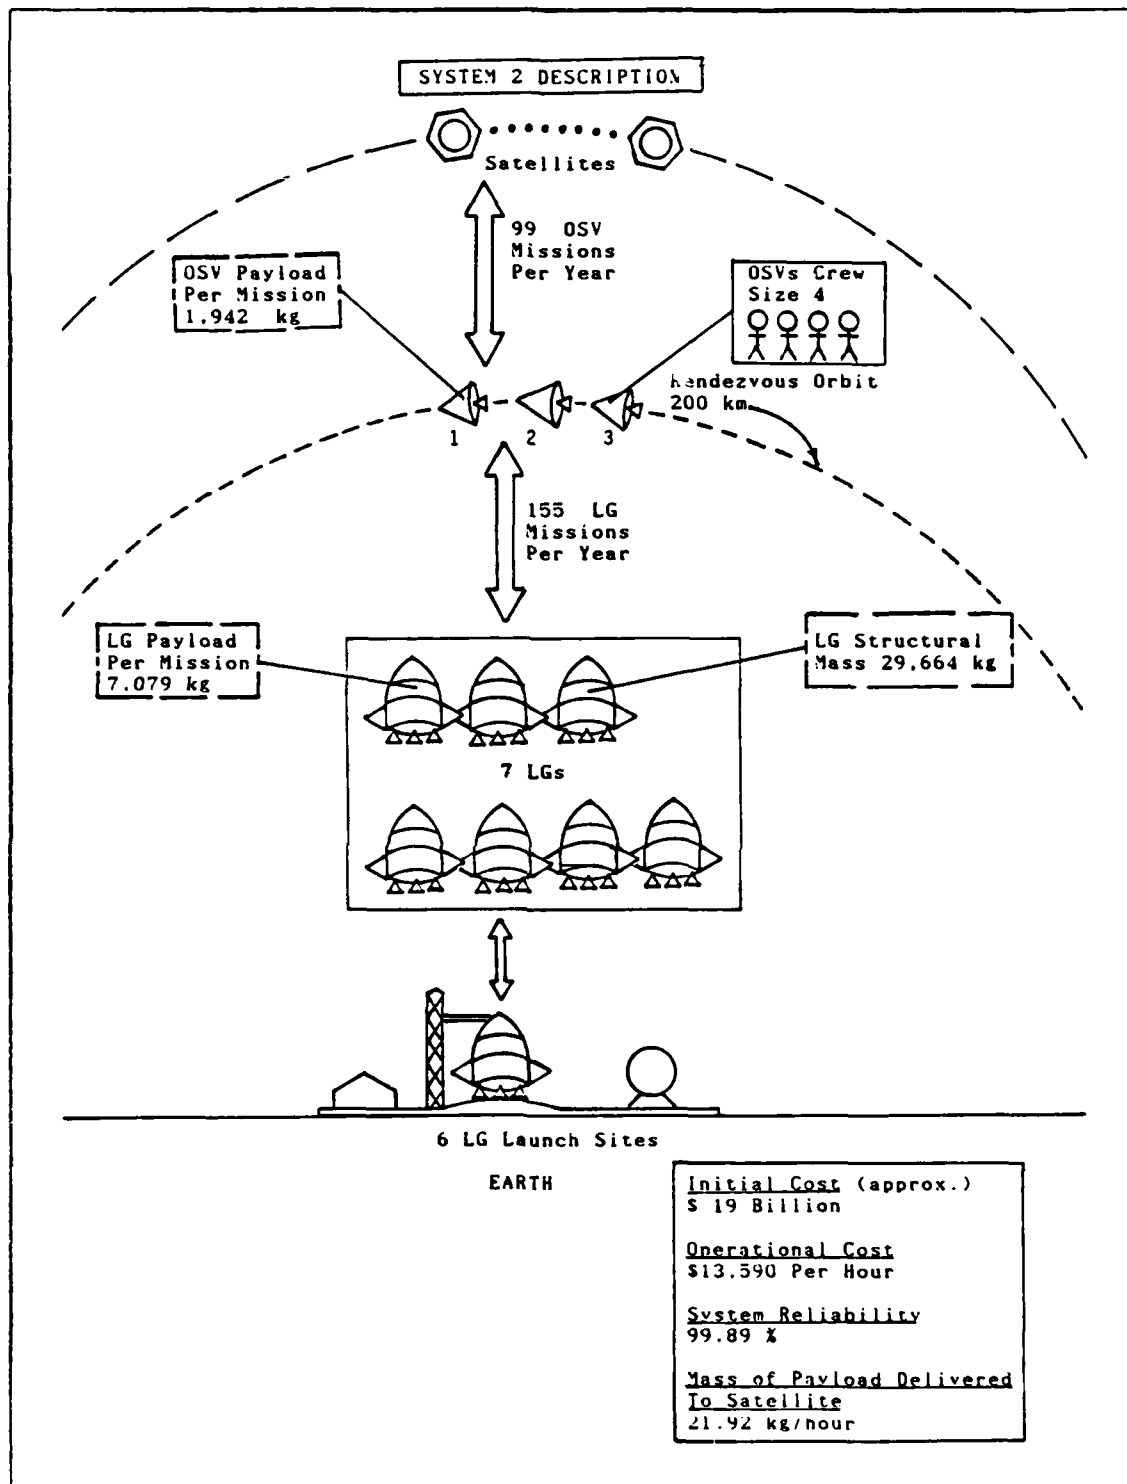 SYSTEM 2 DESCRIPTION
Satellites
99 OSV
Missions
Per Year
OSV Payload
Per Mission
1,942 kg
OSVs Crew
Size 4
Rendezvous Orbit
200 km
1 2 3
155 LG
Missions
Per Year
LG Payload
Per Mission
7,079 kg
LG Structural
Mass 29,664 kg
7 LGs
6 LG Launch Sites
EARTH
Initial Cost (approx.)
$ 19 Billion
Operational Cost
$13,590 Per Hour
System Reliability
99.89 %
Mass of Payload Delivered
To Satellite
21.92 kg/hour